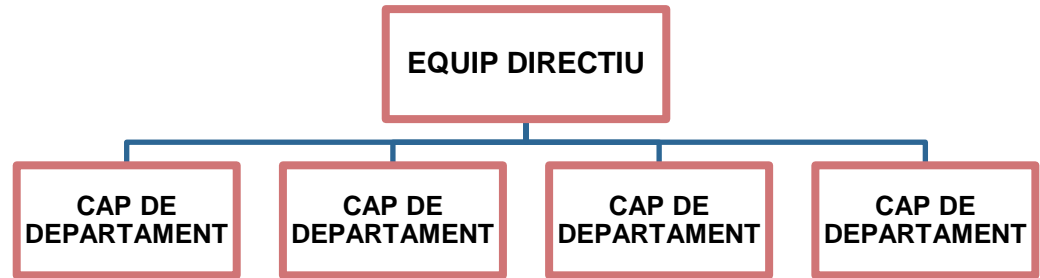 EQUIP DIRECTIU
CAP DE
DEPARTAMENT
CAP DE
DEPARTAMENT
CAP DE
DEPARTAMENT
CAP DE
DEPARTAMENT